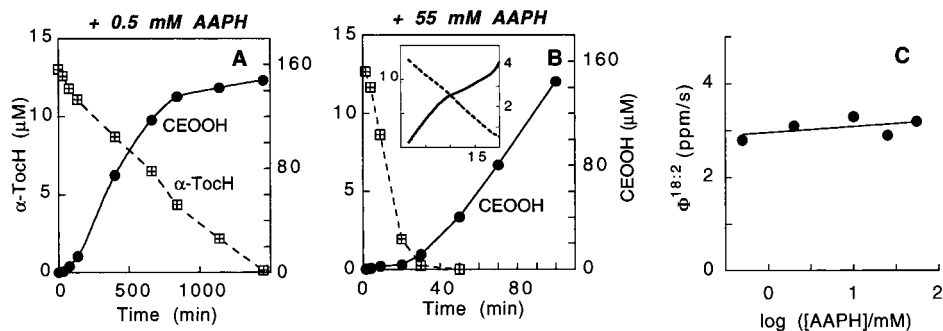 + 0.5 mM AAPH
+ 55 mM AAPH
A
B
C
15
10
5
0
α-TocH (μM)
CEOOH
α-TocH
160
80
0
0
500
1000
Time (min)
15
10
5
0
10
4
2
15
CEOOH
160
80
0
CEOOH (μM)
0
40
80
Time (min)
4
2
0
Φ18:2 (ppm/s)
0
1
2
log ([AAPH]/mM)